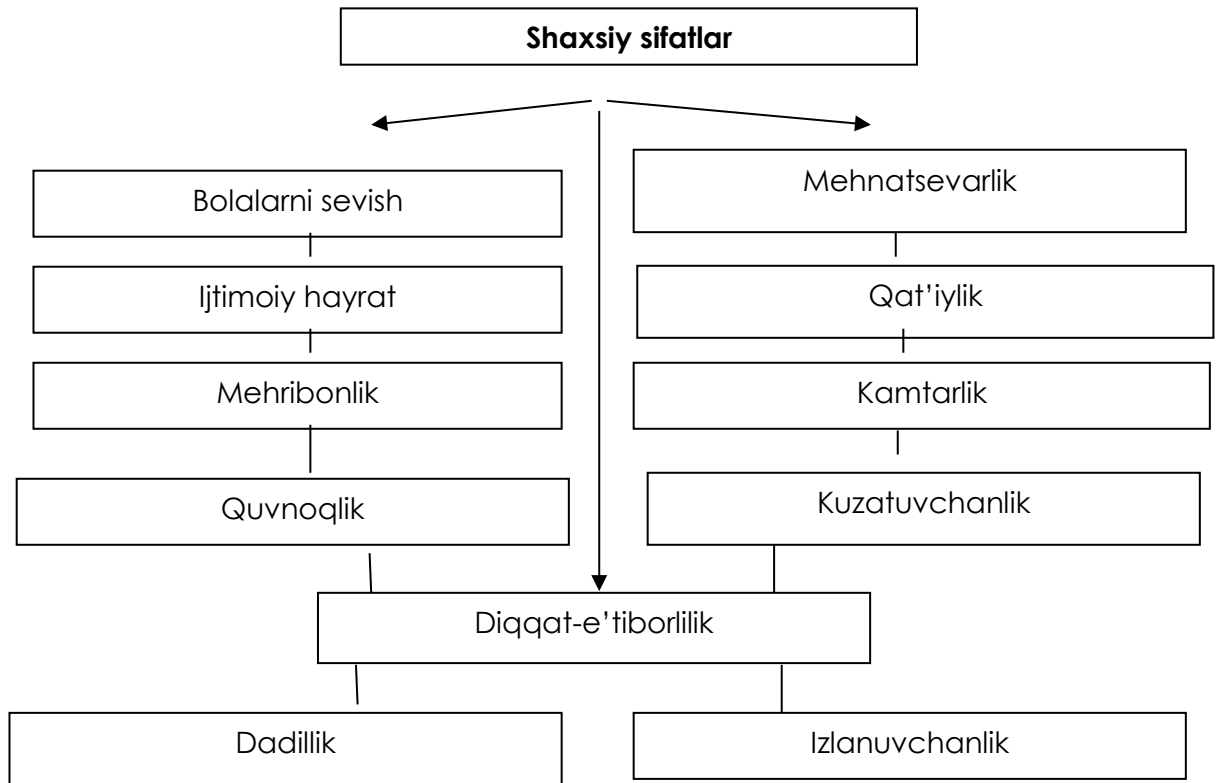 Shaxsiy sifatlar
Bolalarni sevish
Ijtimoiy hayrat
Mehribonlik
Quvnoqlik
Mehnatsevarlik
Qat’iylik
Kamtarlik
Kuzatuvchanlik
Diqqat-e’tiborlilik
Dadillik
Izlanuvchanlik